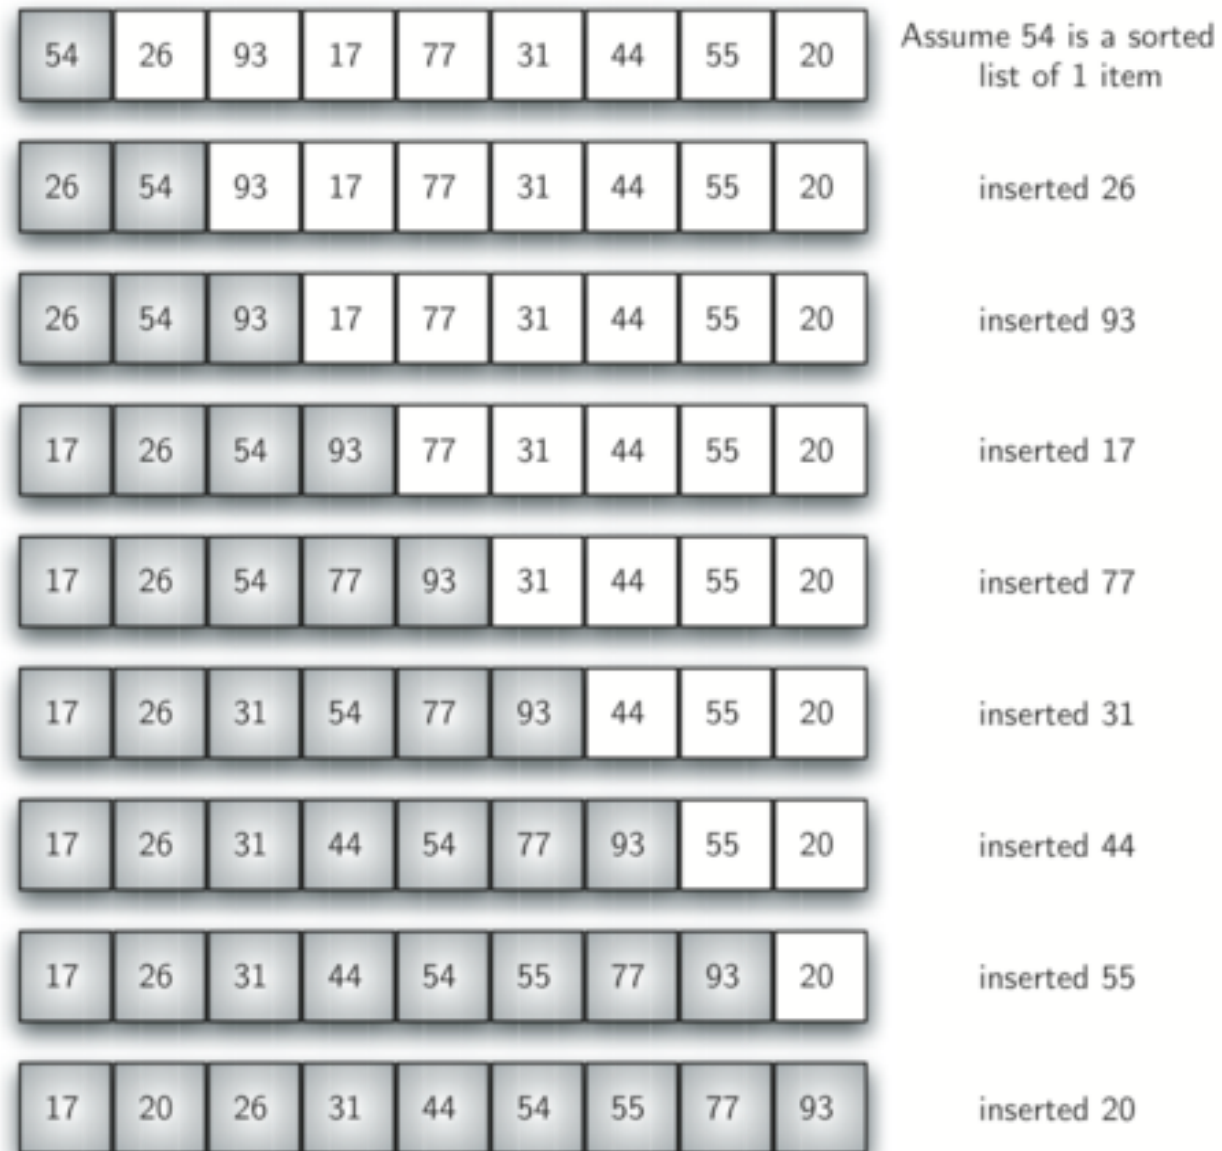 54 26 93 17 77 31 44 55 20 Assume 54 is a sorted
list of 1 item
26 54 93 17 77 31 44 55 20 inserted 26
26 54 93 17 77 31 44 55 20 inserted 93
17 26 54 93 77 31 44 55 20 inserted 17
17 26 54 77 93 31 44 55 20 inserted 77
17 26 31 54 77 93 44 55 20 inserted 31
17 26 31 44 54 77 93 55 20 inserted 44
17 26 31 44 54 55 77 93 20 inserted 55
17 20 26 31 44 54 55 77 93 inserted 20